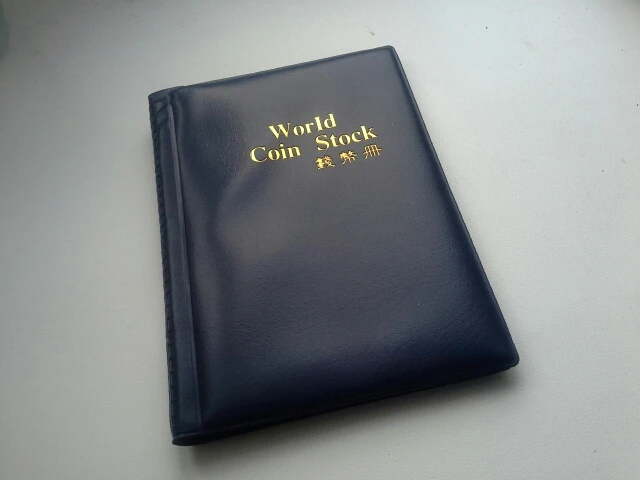 World
Coin Stock
錢幣冊